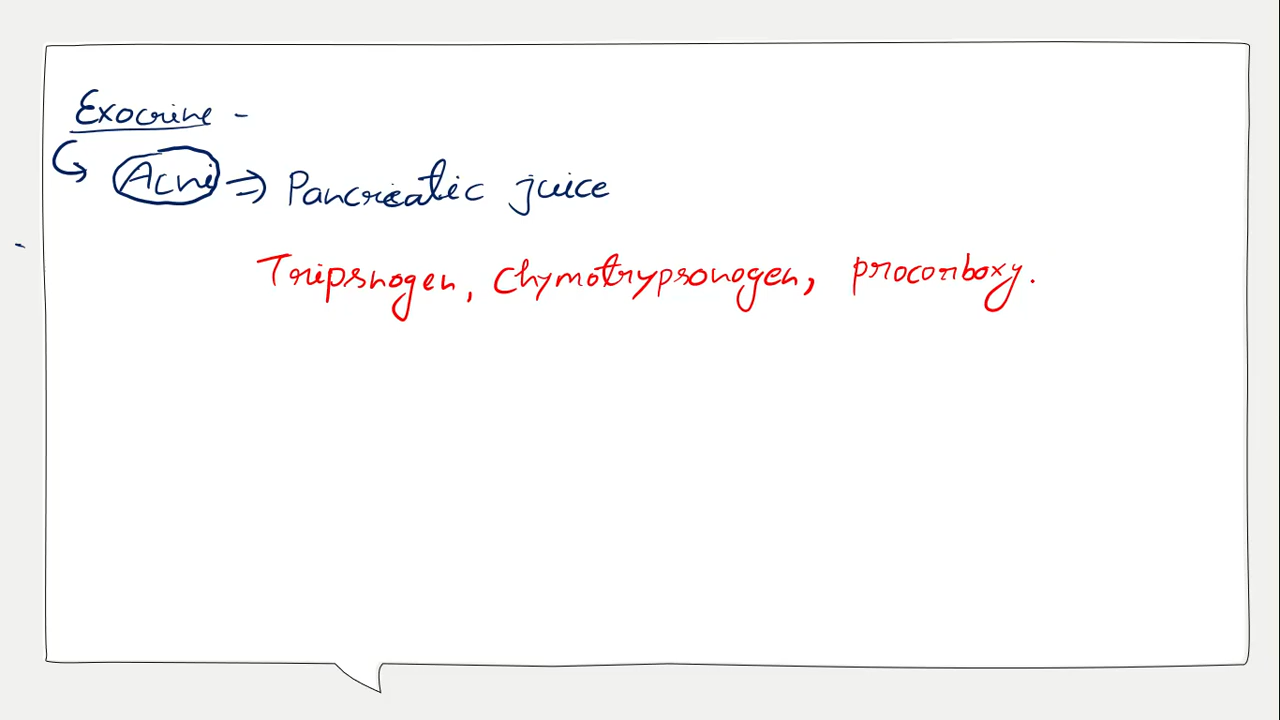 Exocrine -
Acni ⇒ Pancreatic juice
Tripsnogen, Chymotrypsonogen, procorboxy.